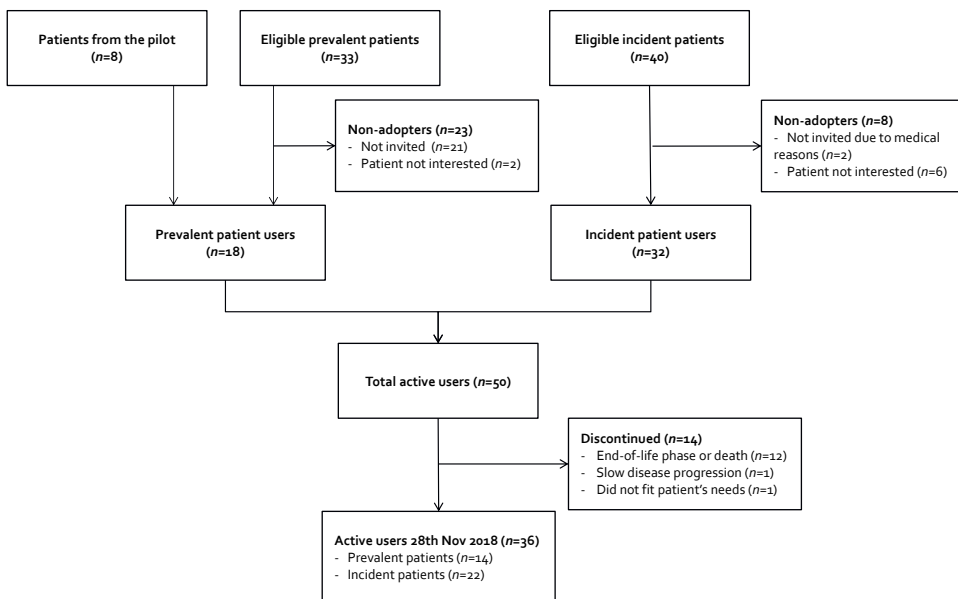 Patients from the pilot
(n=8)
Eligible prevalent patients
(n=33)
Eligible incident patients
(n=40)
Non-adopters (n=23)
- Not invited (n=21)
- Patient not interested (n=2)
Non-adopters (n=8)
- Not invited due to medical
reasons (n=2)
- Patient not interested (n=6)
Prevalent patient users
(n=18)
Incident patient users
(n=32)
Total active users (n=50)
Discontinued (n=14)
- End-of-life phase or death (n=12)
- Slow disease progression (n=1)
- Did not fit patient’s needs (n=1)
Active users 28th Nov 2018 (n=36)
- Prevalent patients (n=14)
- Incident patients (n=22)